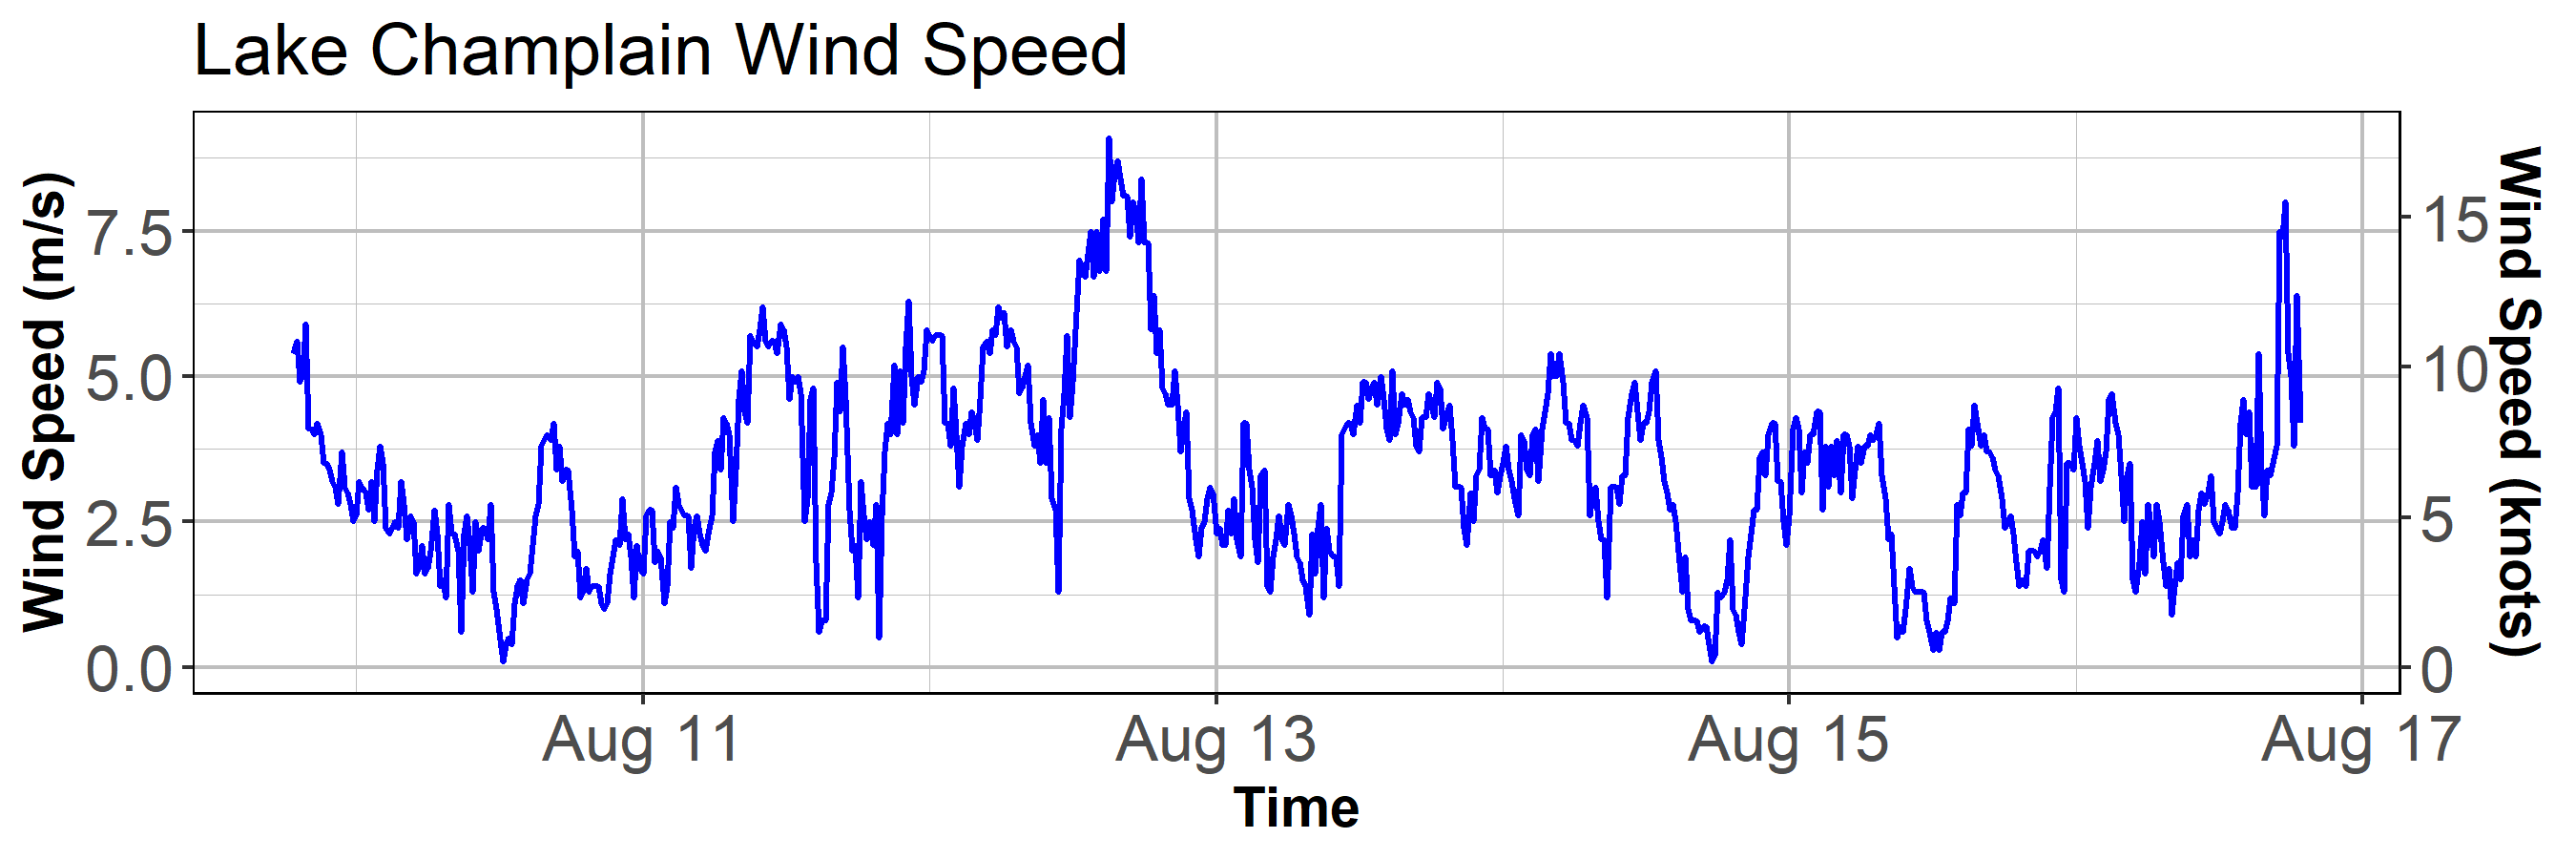 Lake Champlain Wind Speed
Wind Speed (m/s)
7.5
5.0
2.5
0.0
15
10
5
0
Wind Speed (knots)
Aug 11
Aug 13
Aug 15
Aug 17
Time